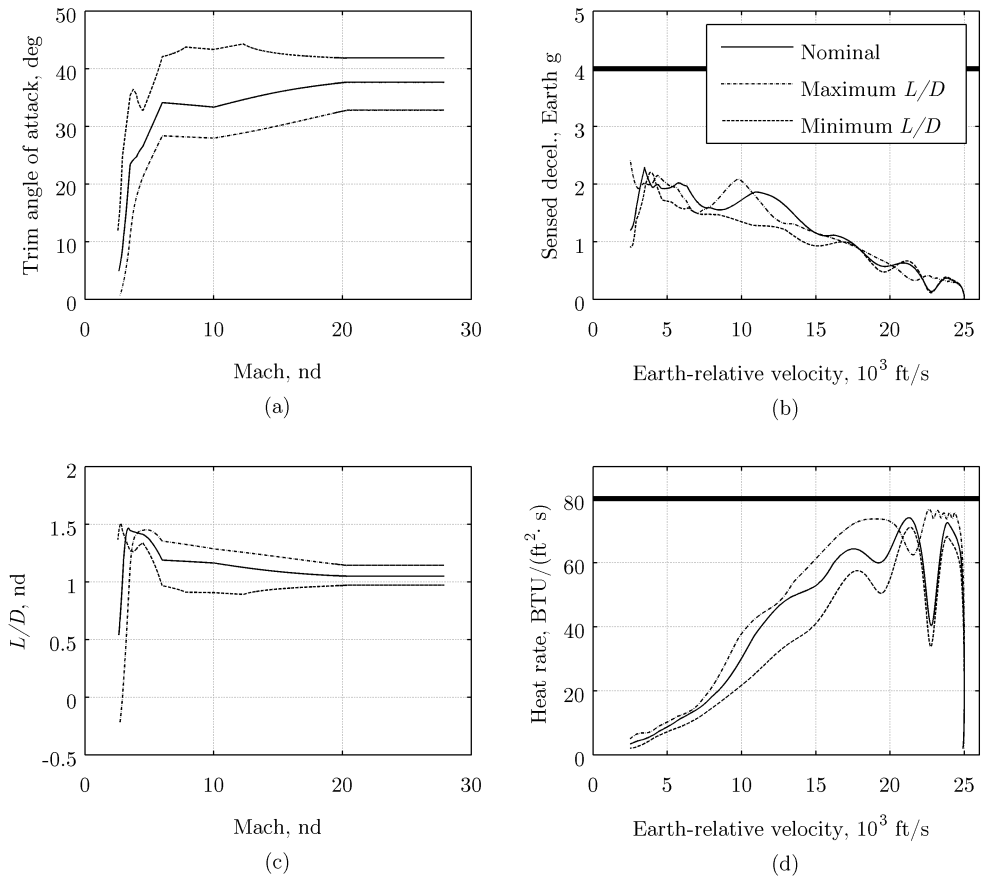 50
40
30
20
10
0
Trim angle of attack, deg
0 10 20 30
Mach, nd
(a)
5
4
3
2
1
0
Sensed decel., Earth g
Nominal
Maximum L/D
Minimum L/D
0 5 10 15 20 25
Earth-relative velocity, 10³ ft/s
(b)
2
1.5
1
0.5
0
-0.5
L/D, nd
0 10 20 30
Mach, nd
(c)
80
60
40
20
0
Heat rate, BTU/(ft²· s)
0 5 10 15 20 25
Earth-relative velocity, 10³ ft/s
(d)